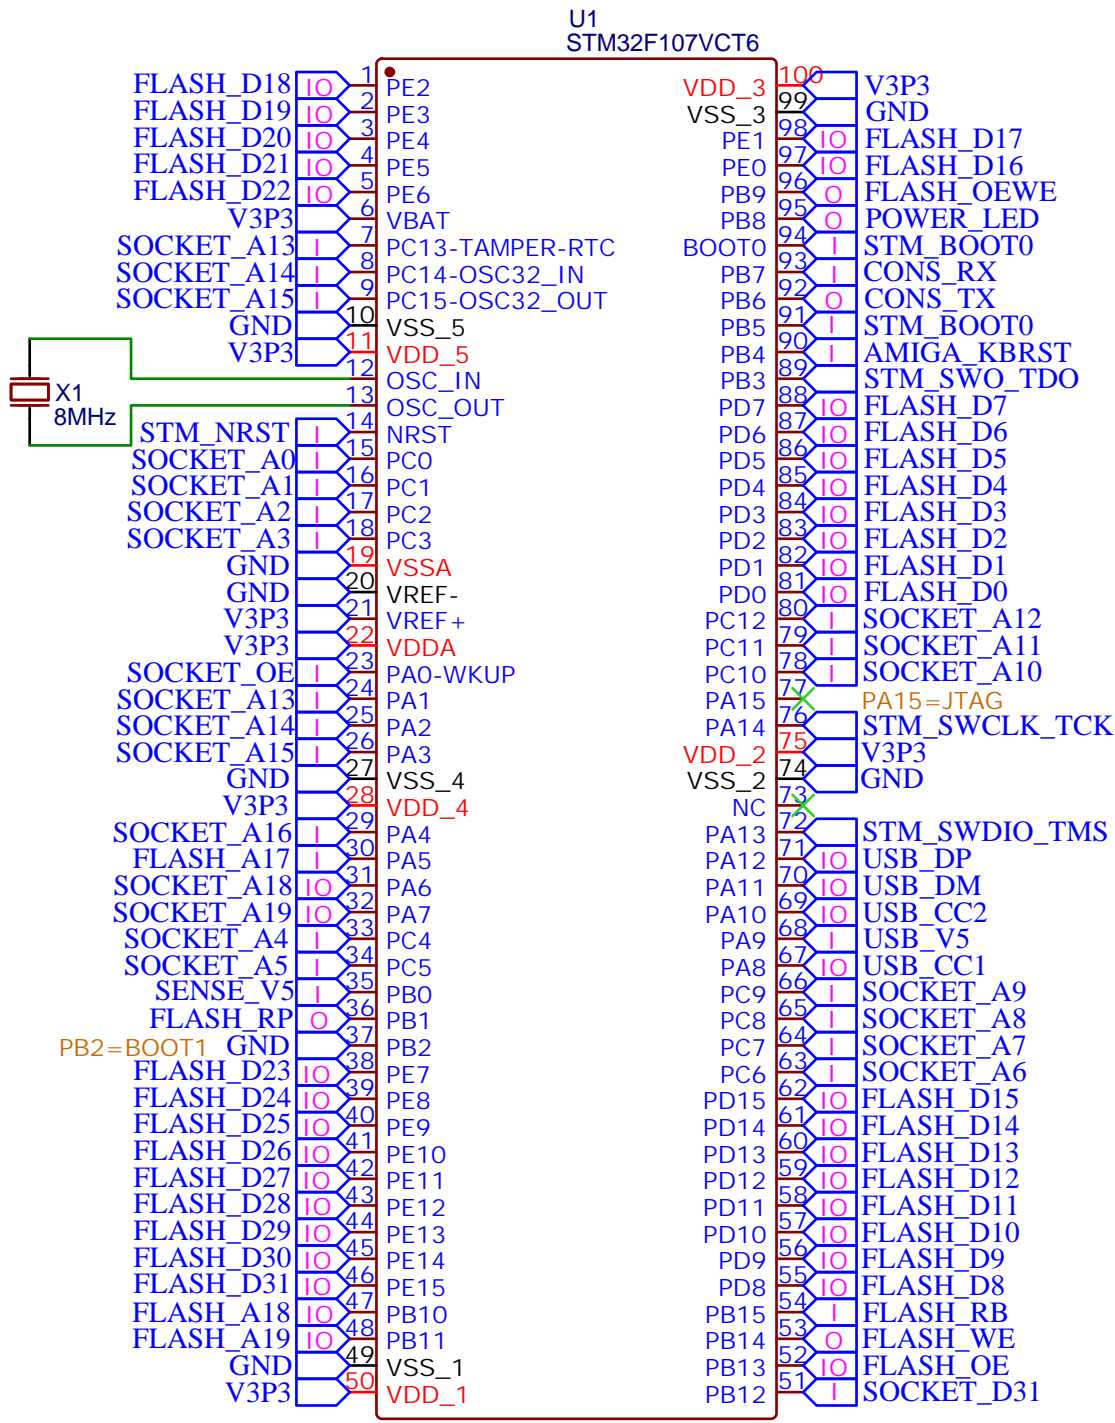 U1
STM32F107VCT6
FLASH_D18 IO 1 PE2 VDD_3 100 V3P3
FLASH_D19 IO 2 PE3 VSS_3 99 GND
FLASH_D20 IO 3 PE4 PE1 98 IO FLASH_D17
FLASH_D21 IO 4 PE5 PE0 97 IO FLASH_D16
FLASH_D22 IO 5 PE6 PB9 96 O FLASH_OEWE
V3P3 6 VBAT PB8 95 O POWER_LED
SOCKET_A13 I 7 PC13-TAMPER-RTC BOOT0 94 I STM_BOOT0
SOCKET_A14 I 8 PC14-OSC32_IN PB7 93 I CONS_RX
SOCKET_A15 I 9 PC15-OSC32_OUT PB6 92 O CONS_TX
GND 10 VSS_5 PB5 91 I STM_BOOT0
V3P3 11 VDD_5 PB4 90 I AMIGA_KBRST
12 OSC_IN PB3 89 STM_SWO_TDO
X1
8MHz
13 OSC_OUT PD7 88 IO FLASH_D7
STM_NRST I 14 NRST PD6 87 IO FLASH_D6
SOCKET_A0 I 15 PC0 PD5 86 IO FLASH_D5
SOCKET_A1 I 16 PC1 PD4 85 IO FLASH_D4
SOCKET_A2 I 17 PC2 PD3 84 IO FLASH_D3
SOCKET_A3 I 18 PC3 PD2 83 IO FLASH_D2
GND 19 VSSA PD1 82 IO FLASH_D1
GND 20 VREF- PD0 81 IO FLASH_D0
V3P3 21 VREF+ PC12 80 I SOCKET_A12
V3P3 22 VDDA PC11 79 I SOCKET_A11
SOCKET_OE I 23 PA0-WKUP PC10 78 I SOCKET_A10
SOCKET_A13 I 24 PA1 PA15 77 PA15=JTAG
SOCKET_A14 I 25 PA2 PA14 76 STM_SWCLK_TCK
SOCKET_A15 I 26 PA3 VDD_2 75 V3P3
GND 27 VSS_4 VSS_2 74 GND
V3P3 28 VDD_4 NC 73
SOCKET_A16 I 29 PA4 PA13 72 STM_SWDIO_TMS
FLASH_A17 I 30 PA5 PA12 71 IO USB_DP
SOCKET_A18 IO 31 PA6 PA11 70 IO USB_DM
SOCKET_A19 IO 32 PA7 PA10 69 IO USB_CC2
SOCKET_A4 I 33 PC4 PA9 68 I USB_V5
SOCKET_A5 I 34 PC5 PA8 67 IO USB_CC1
SENSE_V5 I 35 PB0 PC9 66 I SOCKET_A9
FLASH_RP O 36 PB1 PC8 65 I SOCKET_A8
PB2=BOOT1 GND 37 PB2 PC7 64 I SOCKET_A7
FLASH_D23 IO 38 PE7 PC6 63 I SOCKET_A6
FLASH_D24 IO 39 PE8 PD15 62 IO FLASH_D15
FLASH_D25 IO 40 PE9 PD14 61 IO FLASH_D14
FLASH_D26 IO 41 PE10 PD13 60 IO FLASH_D13
FLASH_D27 IO 42 PE11 PD12 59 IO FLASH_D12
FLASH_D28 IO 43 PE12 PD11 58 IO FLASH_D11
FLASH_D29 IO 44 PE13 PD10 57 IO FLASH_D10
FLASH_D30 IO 45 PE14 PD9 56 IO FLASH_D9
FLASH_D31 IO 46 PE15 PD8 55 IO FLASH_D8
FLASH_A18 IO 47 PB10 PB15 54 I FLASH_RB
FLASH_A19 IO 48 PB11 PB14 53 O FLASH_WE
GND 49 VSS_1 PB13 52 IO FLASH_OE
V3P3 50 VDD_1 PB12 51 I SOCKET_D31